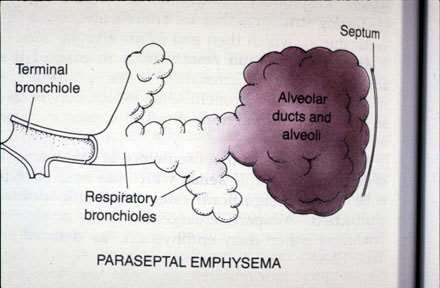 Septum
Terminal
bronchiole
Alveolar
ducts and
alveoli
Respiratory
bronchioles
PARASEPTAL EMPHYSEMA